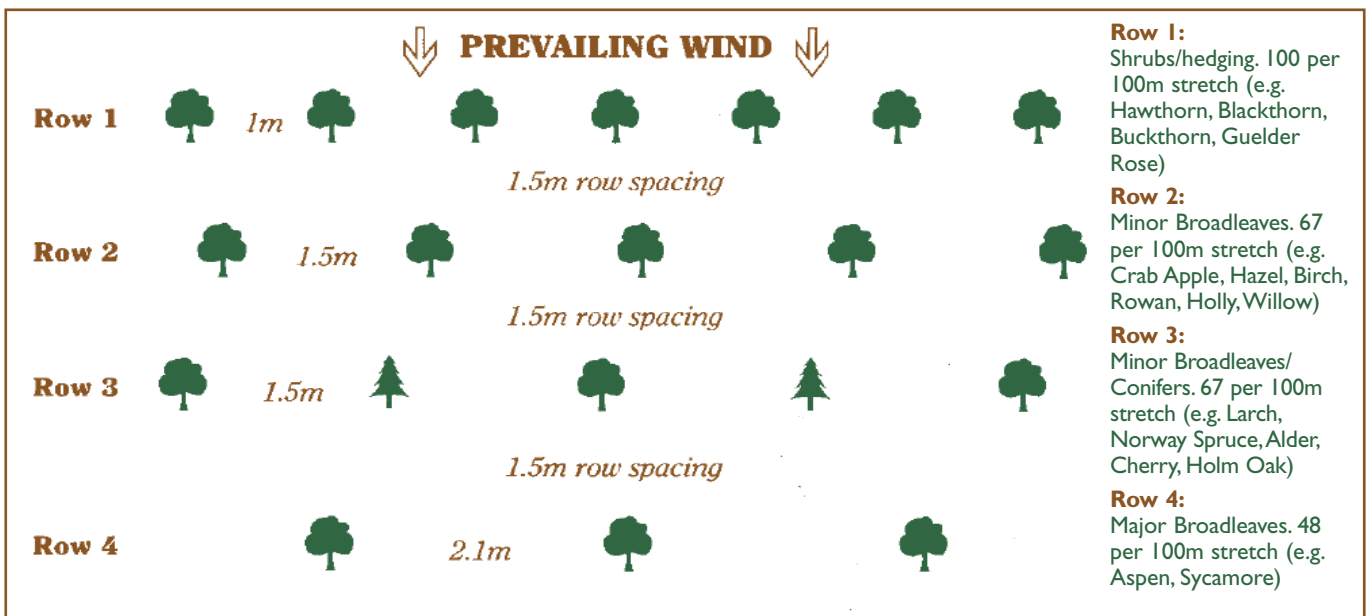 PREVAILING WIND
Row 1
1m
1.5m row spacing
Row 2
1.5m
1.5m row spacing
Row 3
1.5m
1.5m row spacing
Row 4
2.1m
Row 1:
Shrubs/hedging. 100 per
100m stretch (e.g.
Hawthorn, Blackthorn,
Buckthorn, Guelder
Rose)
Row 2:
Minor Broadleaves. 67
per 100m stretch (e.g.
Crab Apple, Hazel, Birch,
Rowan, Holly, Willow)
Row 3:
Minor Broadleaves/
Conifers. 67 per 100m
stretch (e.g. Larch,
Norway Spruce, Alder,
Cherry, Holm Oak)
Row 4:
Major Broadleaves. 48
per 100m stretch (e.g.
Aspen, Sycamore)